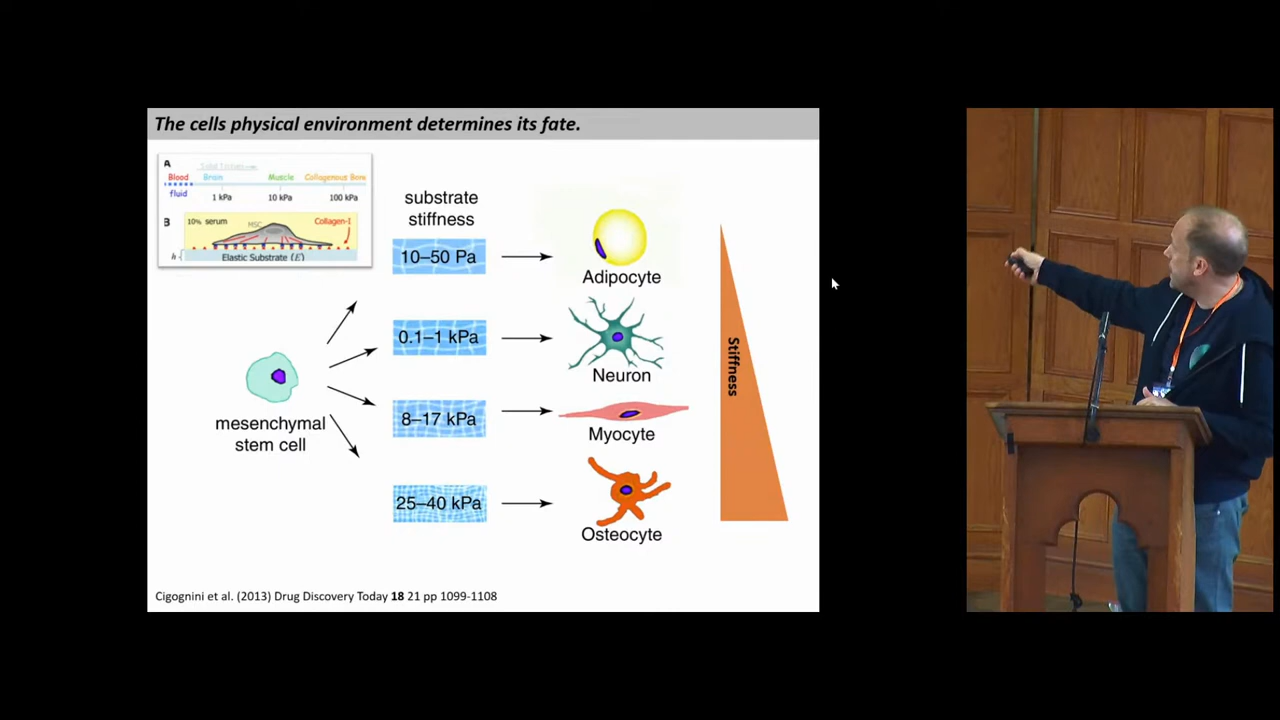 The cells physical environment determines its fate.
A
Solid Tissues
Blood Brain Muscle Collagenous Bone
fluid
1 kPa 10 kPa 100 kPa
B
10% serum MSC Collagen-I
h
Elastic Substrate (E)
substrate
stiffness
10–50 Pa
Adipocyte
0.1–1 kPa
Neuron
8–17 kPa
Myocyte
25–40 kPa
Osteocyte
mesenchymal
stem cell
Stiffness
Cigognini et al. (2013) Drug Discovery Today 18 21 pp 1099-1108